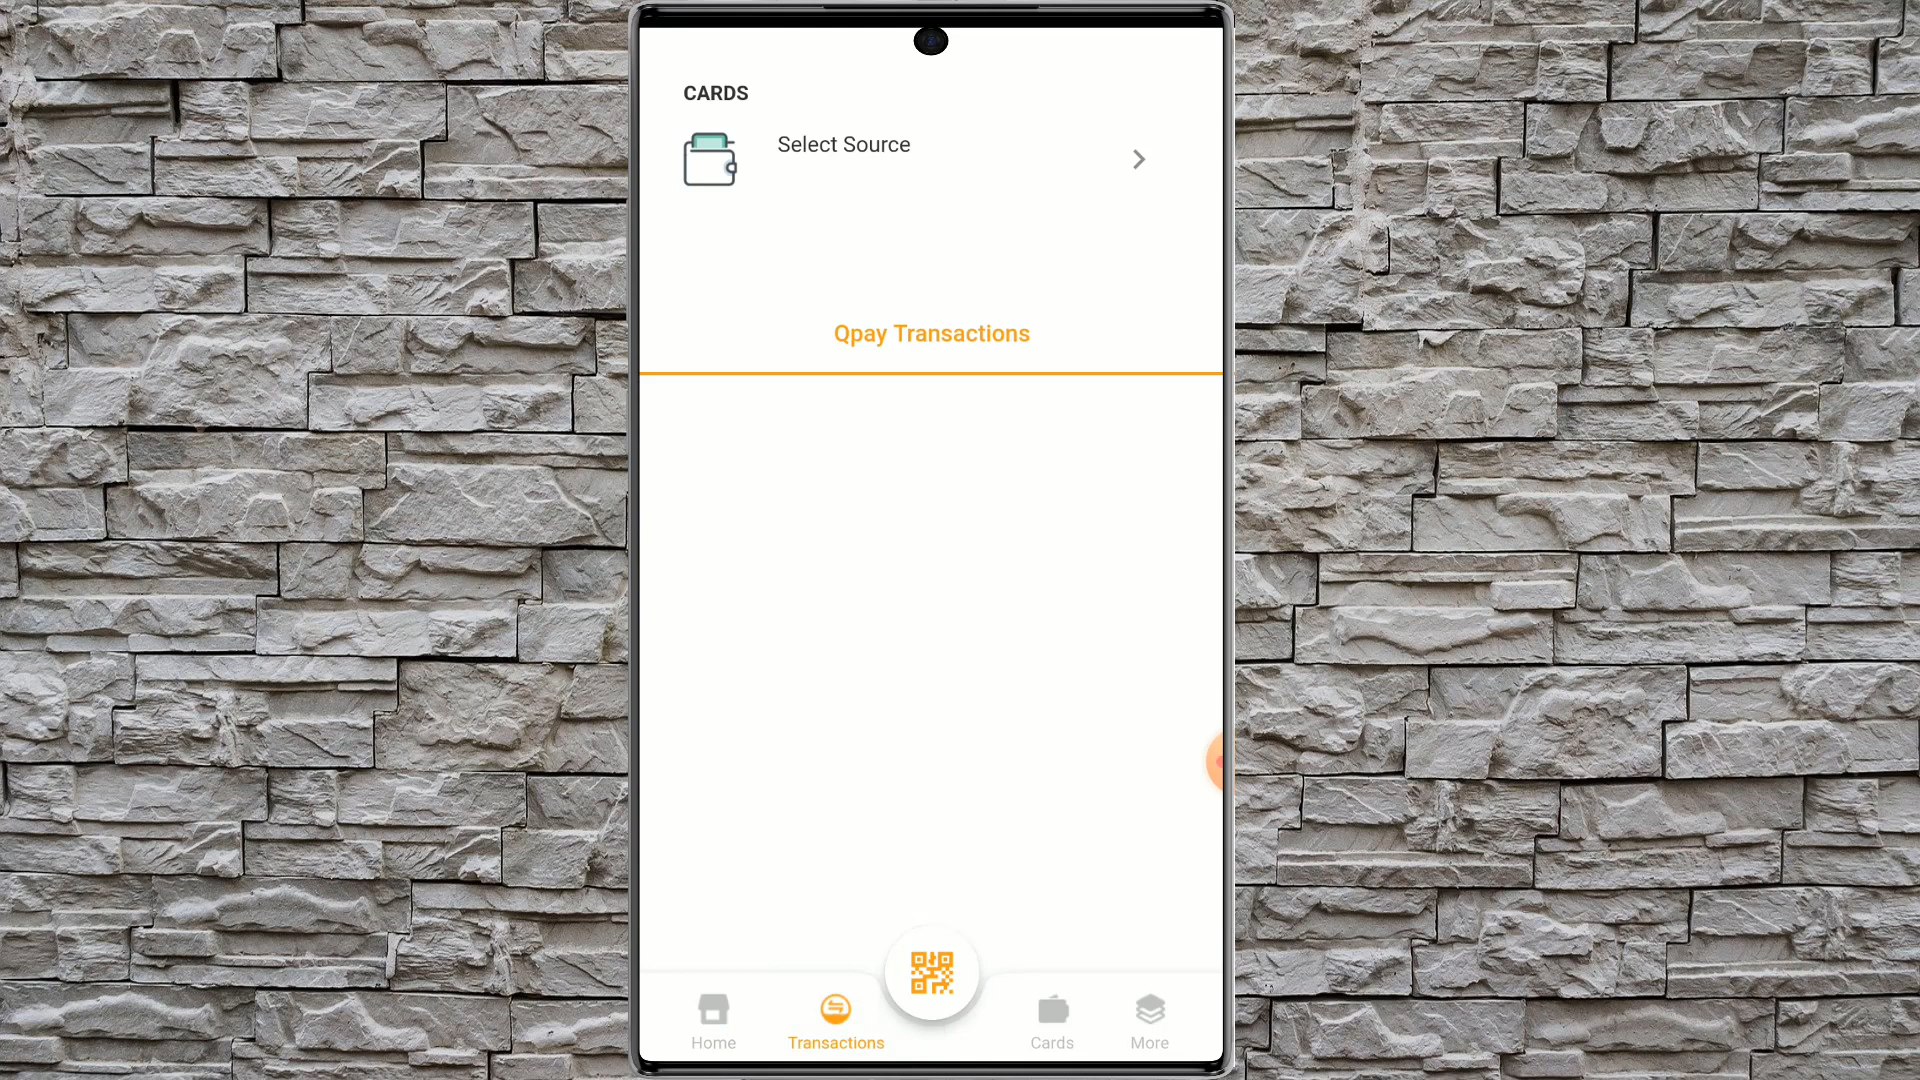 CARDS
Select Source
Qpay Transactions
Home
Transactions
Cards
More